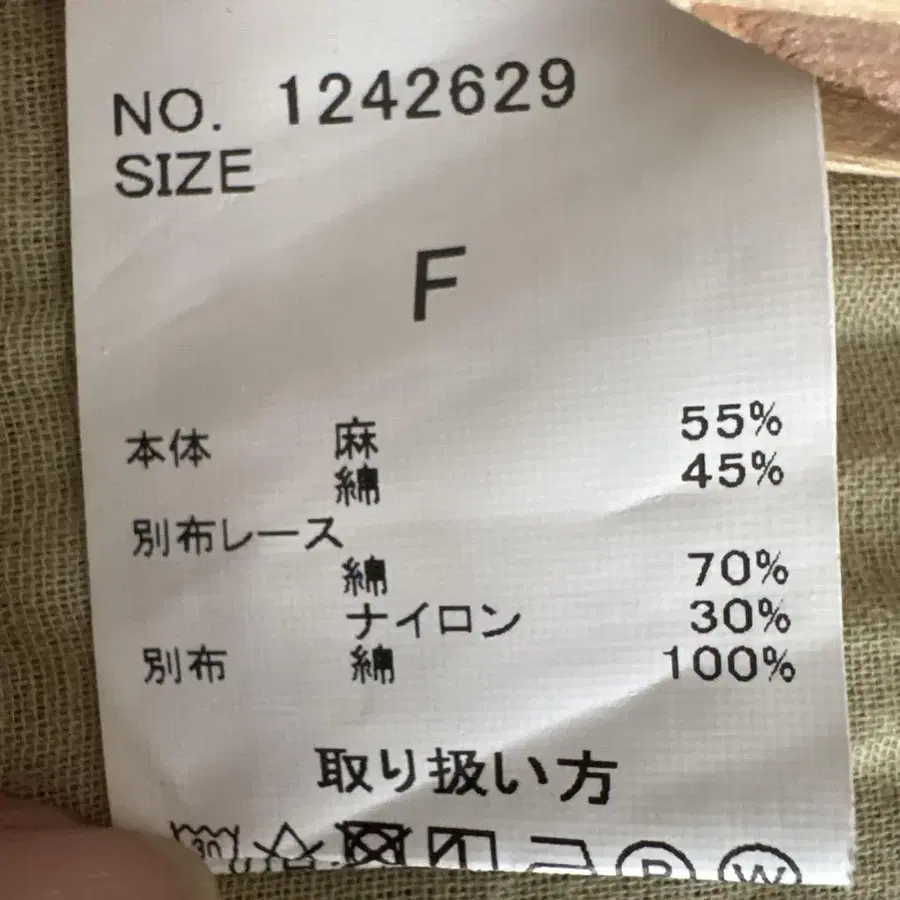 NO. 1242629
SIZE
F
本体 麻 55%
綿 45%
別布レース
綿 70%
ナイロン 30%
別布 綿 100%
取り扱い方
30 P W